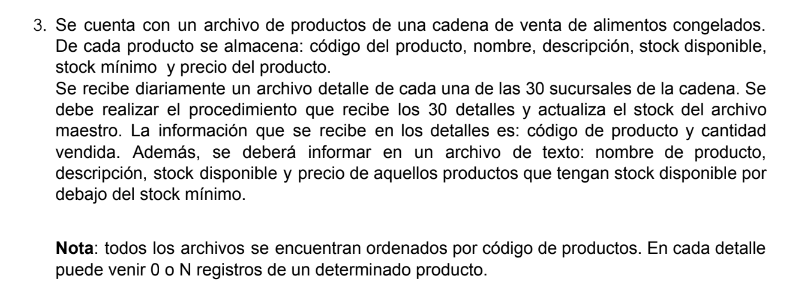 3. Se cuenta con un archivo de productos de una cadena de venta de alimentos congelados.
De cada producto se almacena: código del producto, nombre, descripción, stock disponible,
stock mínimo y precio del producto.
Se recibe diariamente un archivo detalle de cada una de las 30 sucursales de la cadena. Se
debe realizar el procedimiento que recibe los 30 detalles y actualiza el stock del archivo
maestro. La información que se recibe en los detalles es: código de producto y cantidad
vendida. Además, se deberá informar en un archivo de texto: nombre de producto,
descripción, stock disponible y precio de aquellos productos que tengan stock disponible por
debajo del stock mínimo.
Nota: todos los archivos se encuentran ordenados por código de productos. En cada detalle
puede venir 0 o N registros de un determinado producto.